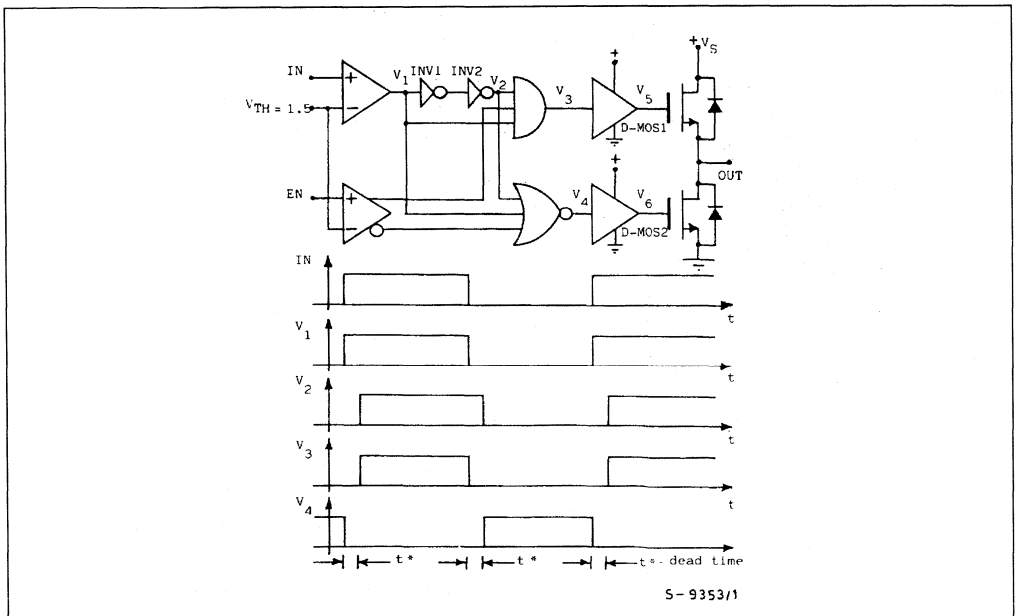 + VS
IN
V1 INV1 INV2 V2
+
+
VTH = 1.5
−
V3
V5
D-MOS1
OUT
EN
+
+
−
V4
V6
D-MOS2
IN
t
V1
t
V2
t
V3
t
V4
t* t* t* - dead time
S-9353/1